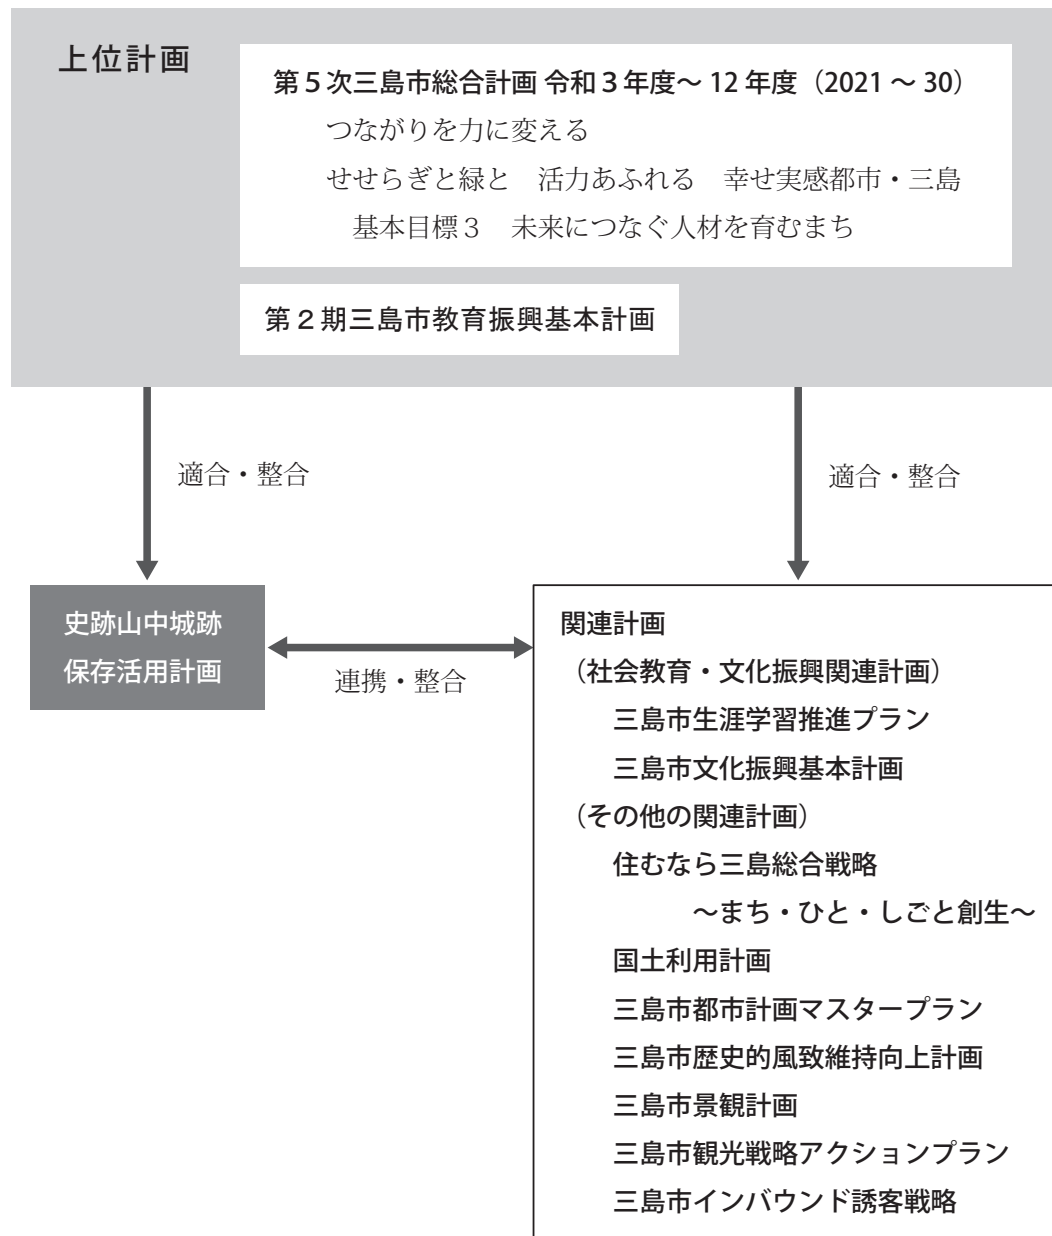 上位計画
第５次三島市総合計画 令和３年度～ 12 年度（2021 ～ 30）
つながりを力に変える
せせらぎと緑と　活力あふれる　幸せ実感都市・三島
基本目標３　未来につなぐ人材を育むまち
第２期三島市教育振興基本計画
適合・整合
適合・整合
史跡山中城跡
保存活用計画
連携・整合
関連計画
（社会教育・文化振興関連計画）
三島市生涯学習推進プラン
三島市文化振興基本計画
（その他の関連計画）
住むなら三島総合戦略
～まち・ひと・しごと創生～
国土利用計画
三島市都市計画マスタープラン
三島市歴史的風致維持向上計画
三島市景観計画
三島市観光戦略アクションプラン
三島市インバウンド誘客戦略